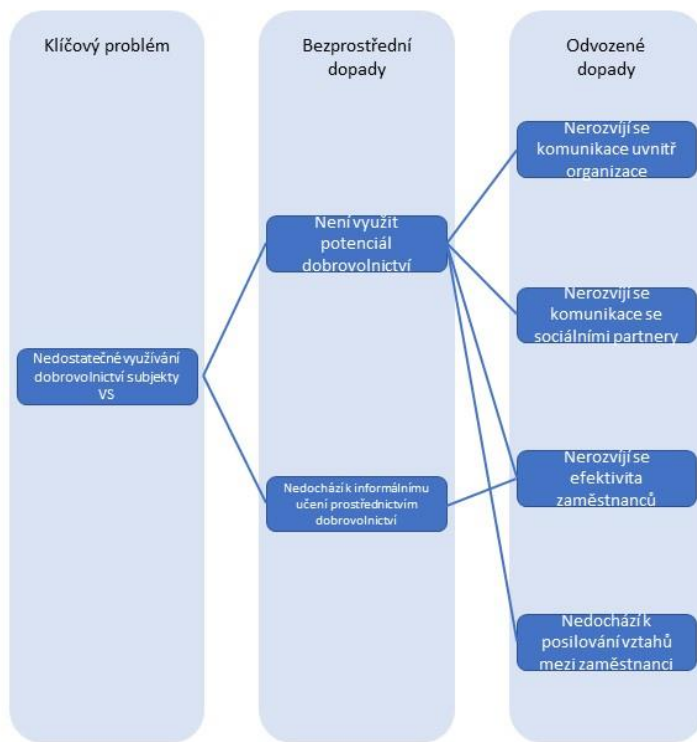 Klíčový problém
Nedostatečné využívání
dobrovolnictví subjekty
VS
Bezprostřední
dopady
Není využit
potenciál
dobrovolnictví
Nedochází k informálnímu
učení prostřednictvím
dobrovolnictví
Odvozené
dopady
Nerozvíjí se
komunikace uvnitř
organizace
Nerozvíjí se
komunikace se
sociálními partnery
Nerozvíjí se
efektivita
zaměstnanců
Nedochází k
posilování vztahů
mezi zaměstnanci